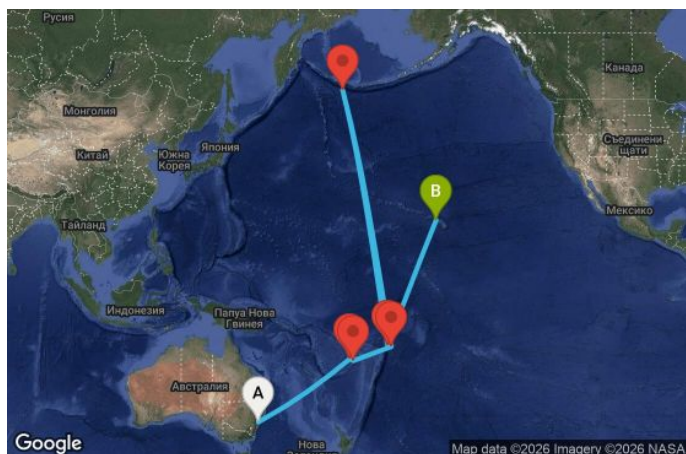 Русия
Канада
Монголия
Съединени
щати
Япония
Южна
Корея
Китай
B
Мексико
Тайланд
Индонезия
Папуа Нова
Гвинея
Австралия
A
Нова
Google
Map data ©2026 Imagery ©2026 NASA